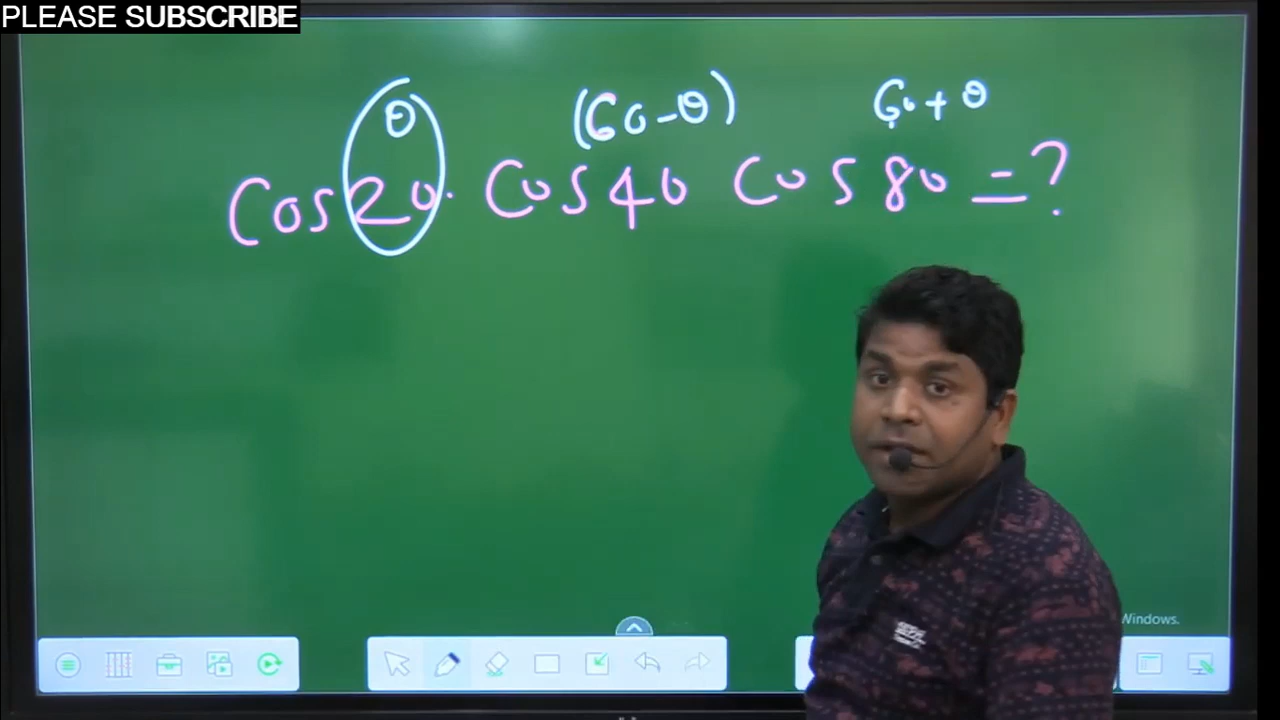 PLEASE SUBSCRIBE
θ (60-θ) 60+θ
Cos20. Cos40 Cos80 =?
Windows.